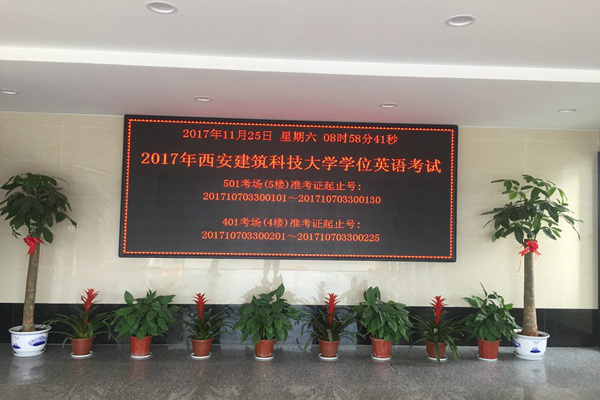 2017年11月25日 星期六 08时58分41秒
2017年西安建筑科技大学学位英语考试
501考场(5楼)准考证起止号：
201710703300101～201710703300130
401考场(4楼)准考证起止号：
201710703300201～201710703300225